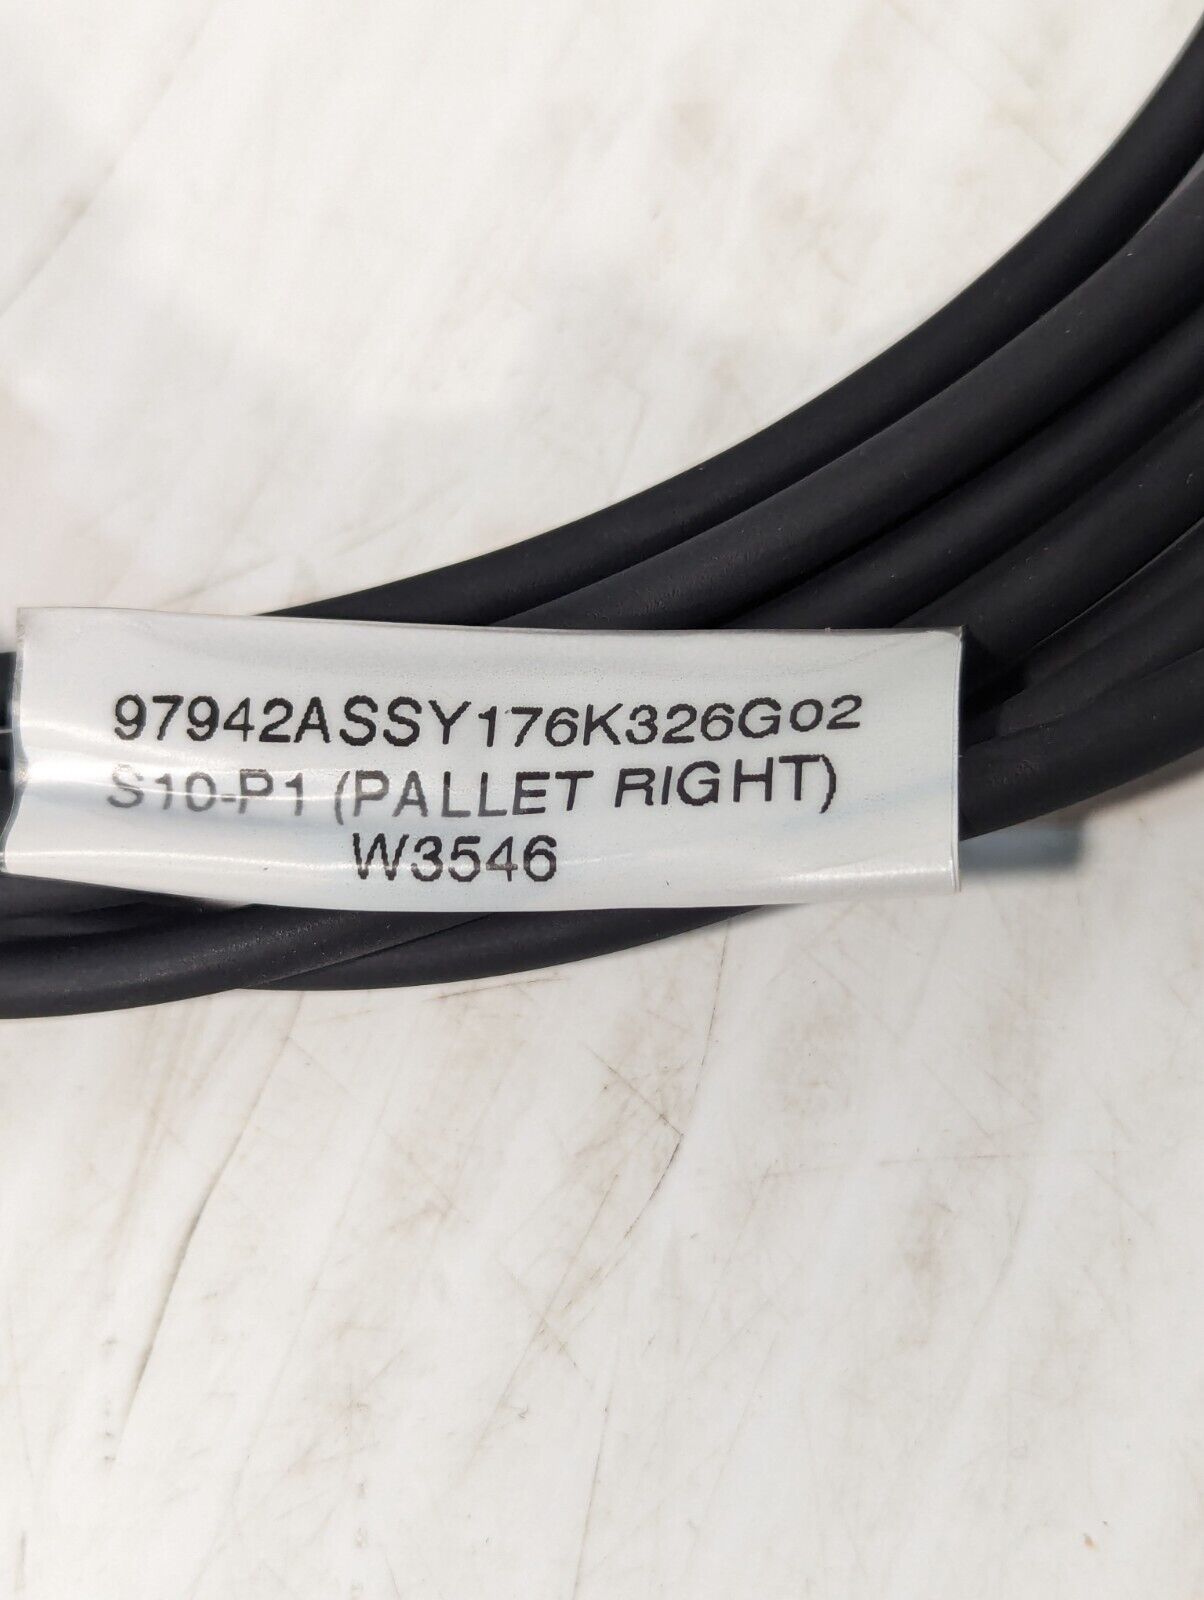 97942ASSY176K326G02
S10-P1 (PALLET RIGHT)
W3546